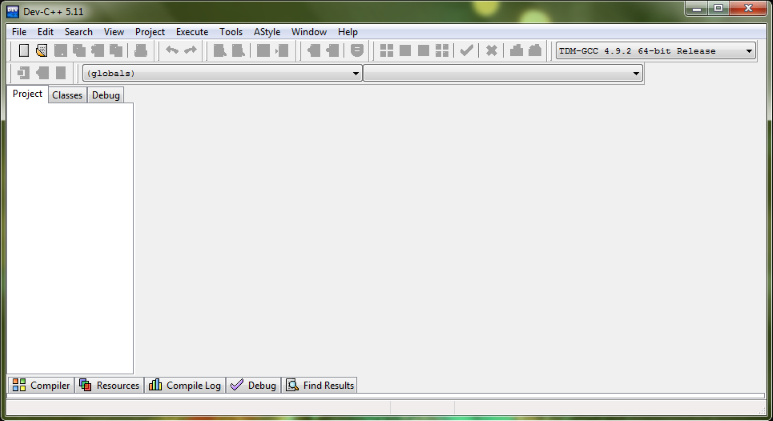 Dev-C++ 5.11
File Edit Search View Project Execute Tools AStyle Window Help
TDM-GCC 4.9.2 64-bit Release
(globals)
Project Classes Debug
Compiler Resources Compile Log Debug Find Results